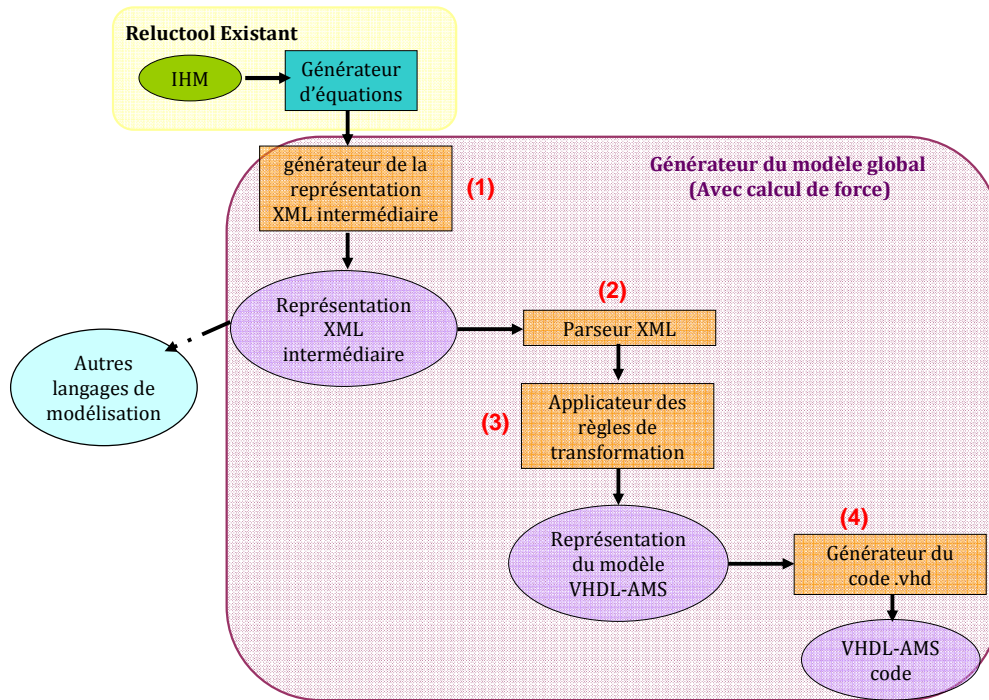 Reluctool Existant
IHM
Générateur
d'équations
générateur de la
représentation
XML intermédiaire
(1)
Générateur du modèle global
(Avec calcul de force)
Représentation
XML
intermédiaire
(2)
Parseur XML
Autres
langages de
modélisation
(3)
Applicateur des
règles de
transformation
Représentation
du modèle
VHDL-AMS
(4)
Générateur du
code .vhd
VHDL-AMS
code